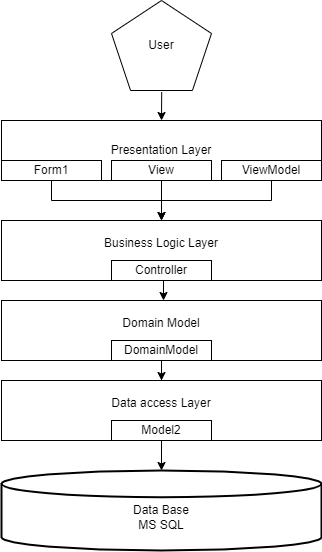 User
Presentation Layer
Form1
View
ViewModel
Business Logic Layer
Controller
Domain Model
DomainModel
Data access Layer
Model2
Data Base
MS SQL